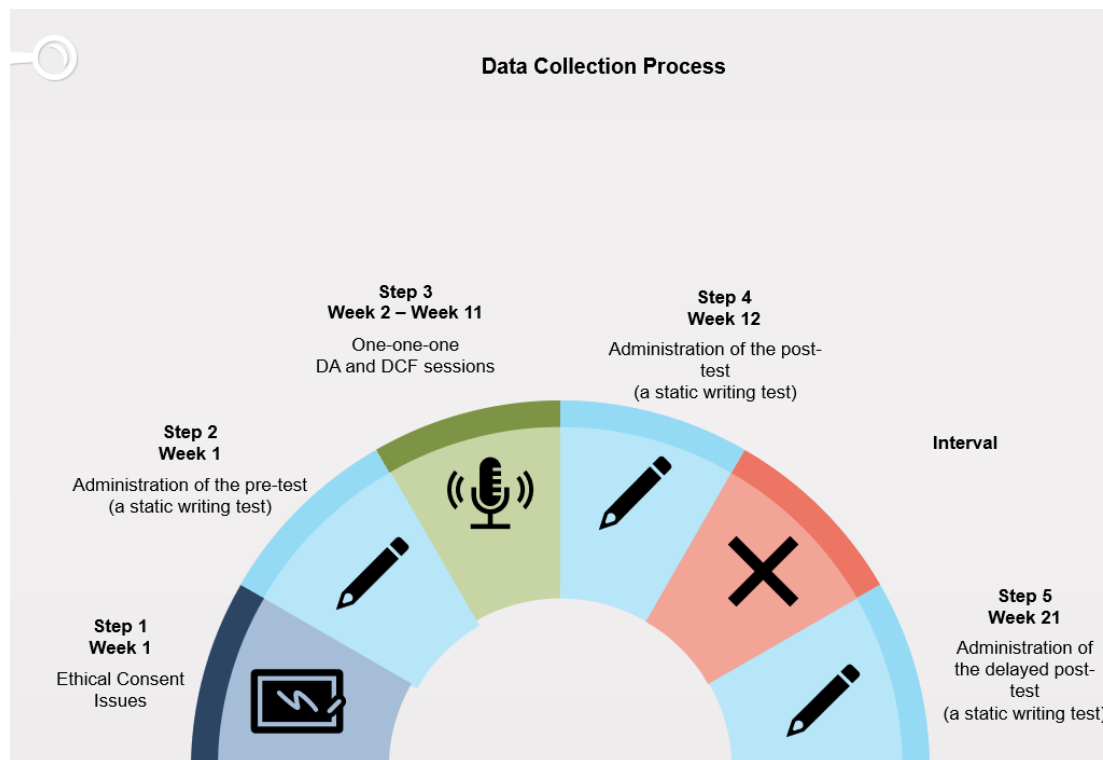 Data Collection Process
Step 3
Week 2 – Week 11
One-one-one
DA and DCF sessions
Step 4
Week 12
Administration of the post-
test
(a static writing test)
Step 2
Week 1
Administration of the pre-test
(a static writing test)
Interval
Step 1
Week 1
Ethical Consent
Issues
Step 5
Week 21
Administration of
the delayed post-
test
(a static writing test)